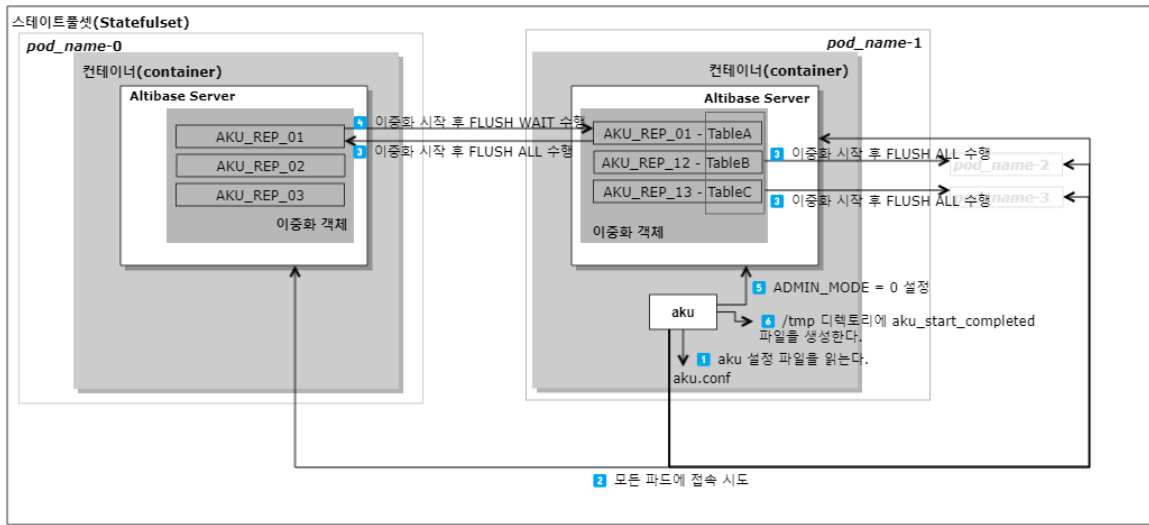 스테이트풀셋(Statefulset)
pod_name-0
컨테이너(container)
Altibase Server
AKU_REP_01
AKU_REP_02
AKU_REP_03
이중화 객체
4 이중화 시작 후 FLUSH WAIT 수행
3 이중화 시작 후 FLUSH ALL 수행
pod_name-1
컨테이너(container)
Altibase Server
AKU_REP_01 - TableA
AKU_REP_12 - TableB
AKU_REP_13 - TableC
이중화 객체
3 이중화 시작 후 FLUSH ALL 수행
pod_name-2
pod_name-3
3 이중화 시작 후 FLUSH ALL 수행
5 ADMIN_MODE = 0 설정
aku
6 /tmp 디렉토리에 aku_start_completed
파일을 생성한다.
1 aku 설정 파일을 읽는다.
aku.conf
2 모든 파드에 접속 시도